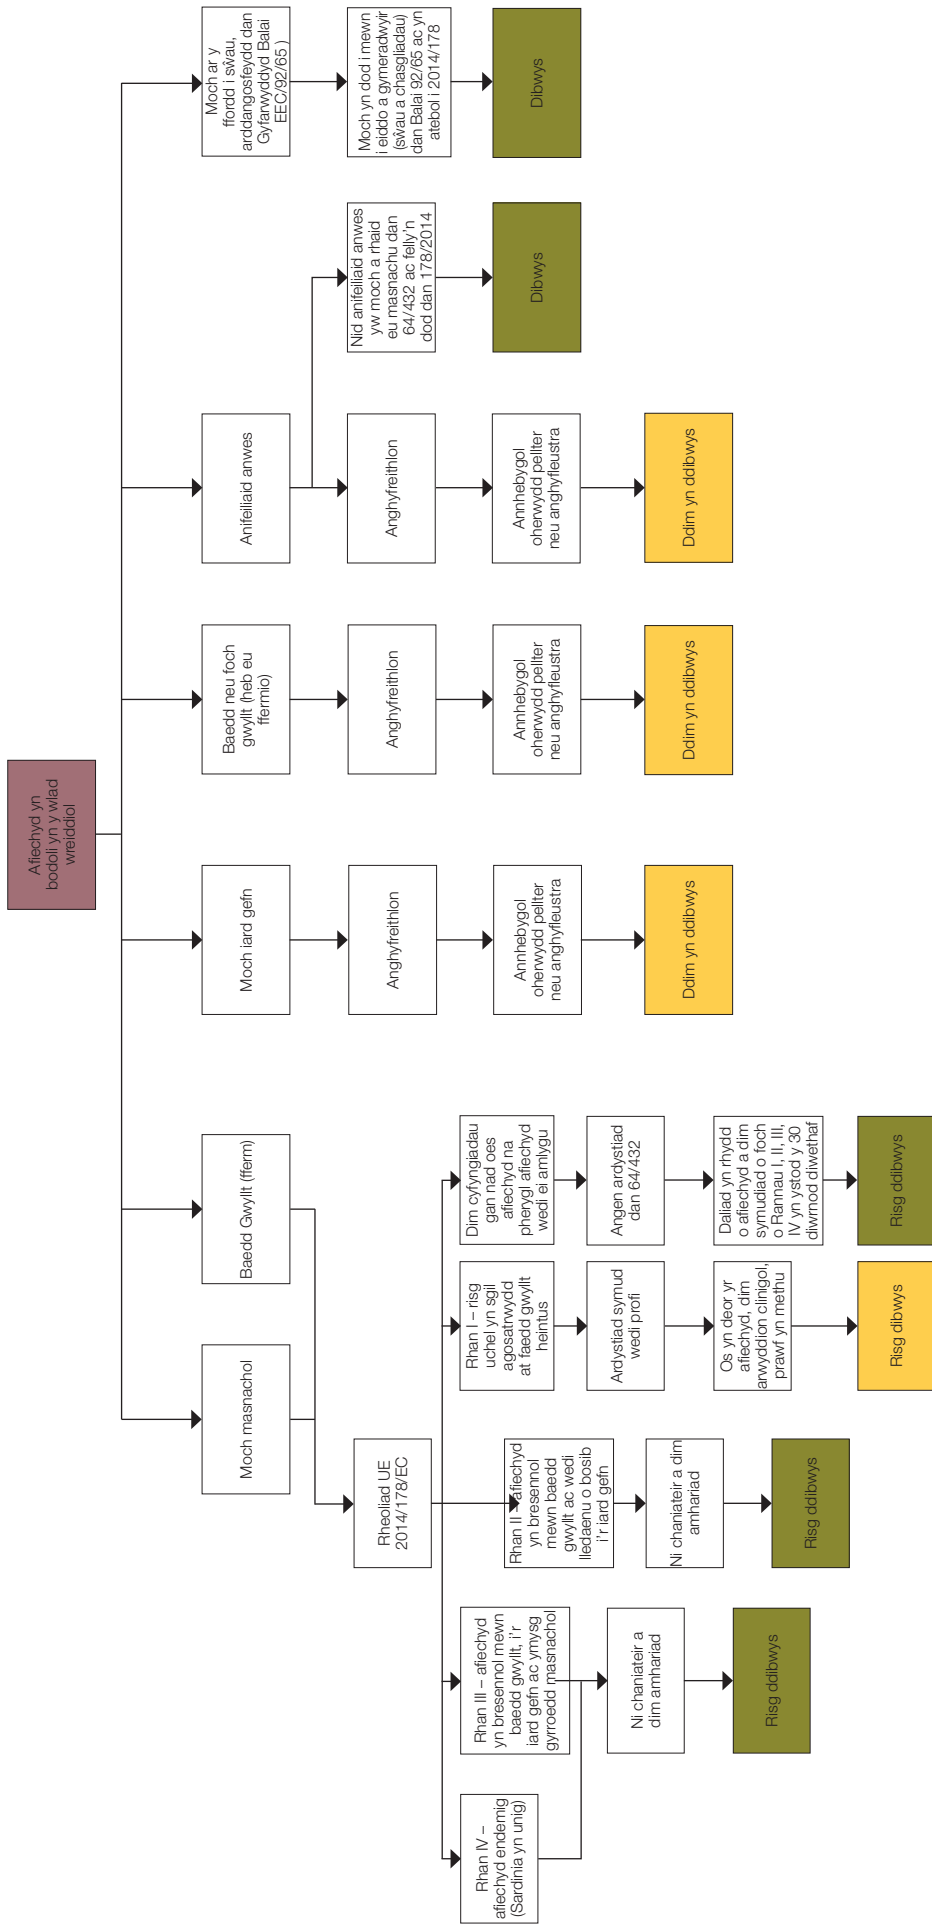 Afiechyd yn
bodoli yn y wlad
wreiddiol
Moch masnachol
Baedd Gwyllt (fferm)
Moch iard gefn
Baedd neu foch
gwyllt (heb eu
ffermio)
Anifeiliaid anwes
Moch ar y
ffordd i sŵau,
arddangosfeydd dan
Gyfarwyddyd Balai
EEC/92/65 )
Rheoliad UE
2014/178/EC
Anghyfreithlon
Anghyfreithlon
Anghyfreithlon
Nid anifeiliaid anwes
yw moch a rhaid
eu masnachu dan
64/432 ac felly'n
dod dan 178/2014
Moch yn dod i mewn
i eiddo a gymeradwyir
(sŵau a chasgliadau)
dan Balai 92/65 ac yn
atebol i 2014/178
Rhan IV –
afiechyd endemig
(Sardinia yn unig)
Rhan III – afiechyd
yn bresennol mewn
baedd gwyllt, i'r
iard gefn ac ymysg
gyrroedd masnachol
Rhan II – afiechyd
yn bresennol
mewn baedd
gwyllt ac wedi
lledaenu o bosib
i'r iard gefn
Rhan I – risg
uchel yn sgil
agosatrwydd
at faedd gwyllt
heintus
Dim cyfyngiadau
gan nad oes
afiechyd na
pherygl afiechyd
wedi ei amlygu
Annhebygol
oherwydd pellter
neu anghyfleustra
Annhebygol
oherwydd pellter
neu anghyfleustra
Annhebygol
oherwydd pellter
neu anghyfleustra
Dibwys
Dibwys
Ni chaniateir a
dim amhariad
Ni chaniateir a dim
amhariad
Ardystiad symud
wedi profi
Angen ardystiad
dan 64/432
Ddim yn ddibwys
Ddim yn ddibwys
Ddim yn ddibwys
Os yn deor yr
afiechyd, dim
arwyddion clinigol,
prawf yn methu
Daliad yn rhydd
o afiechyd a dim
symudiad o foch
o Rannau I, II, III,
IV yn ystod y 30
diwrnod diwethaf
Risg ddibwys
Risg ddibwys
Risg dibwys
Risg ddibwys